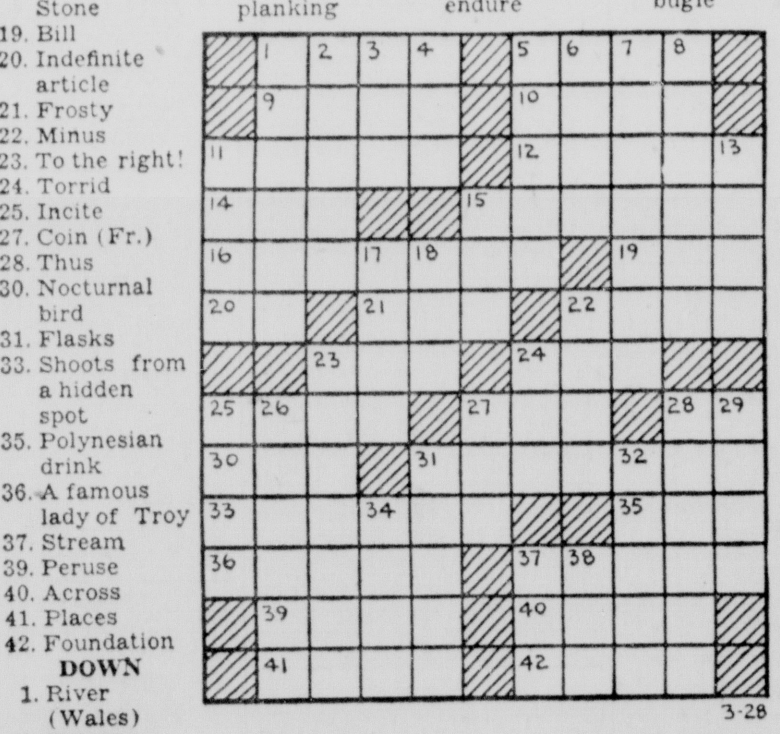 Stone
planking endure bugle
19. Bill
20. Indefinite
article
21. Frosty
22. Minus
23. To the right!
24. Torrid
25. Incite
27. Coin (Fr.)
28. Thus
30. Nocturnal
bird
31. Flasks
33. Shoots from
a hidden
spot
35. Polynesian
drink
36. A famous
lady of Troy
37. Stream
39. Peruse
40. Across
41. Places
42. Foundation
DOWN
1. River
(Wales)
1 2 3 4 5 6 7 8
9 10
11 12 13
14 15
16 17 18 19
20 21 22
23 24
25 26 27 28 29
30 31 32
33 34 35
36 37 38
39 40
41 42
3-28